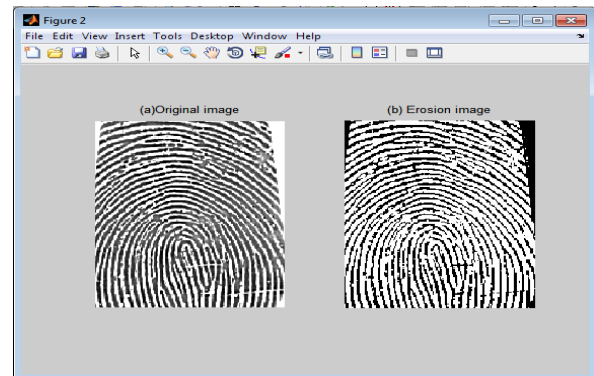 Figure 2
File Edit View Insert Tools Desktop Window Help
(a)Original image (b) Erosion image